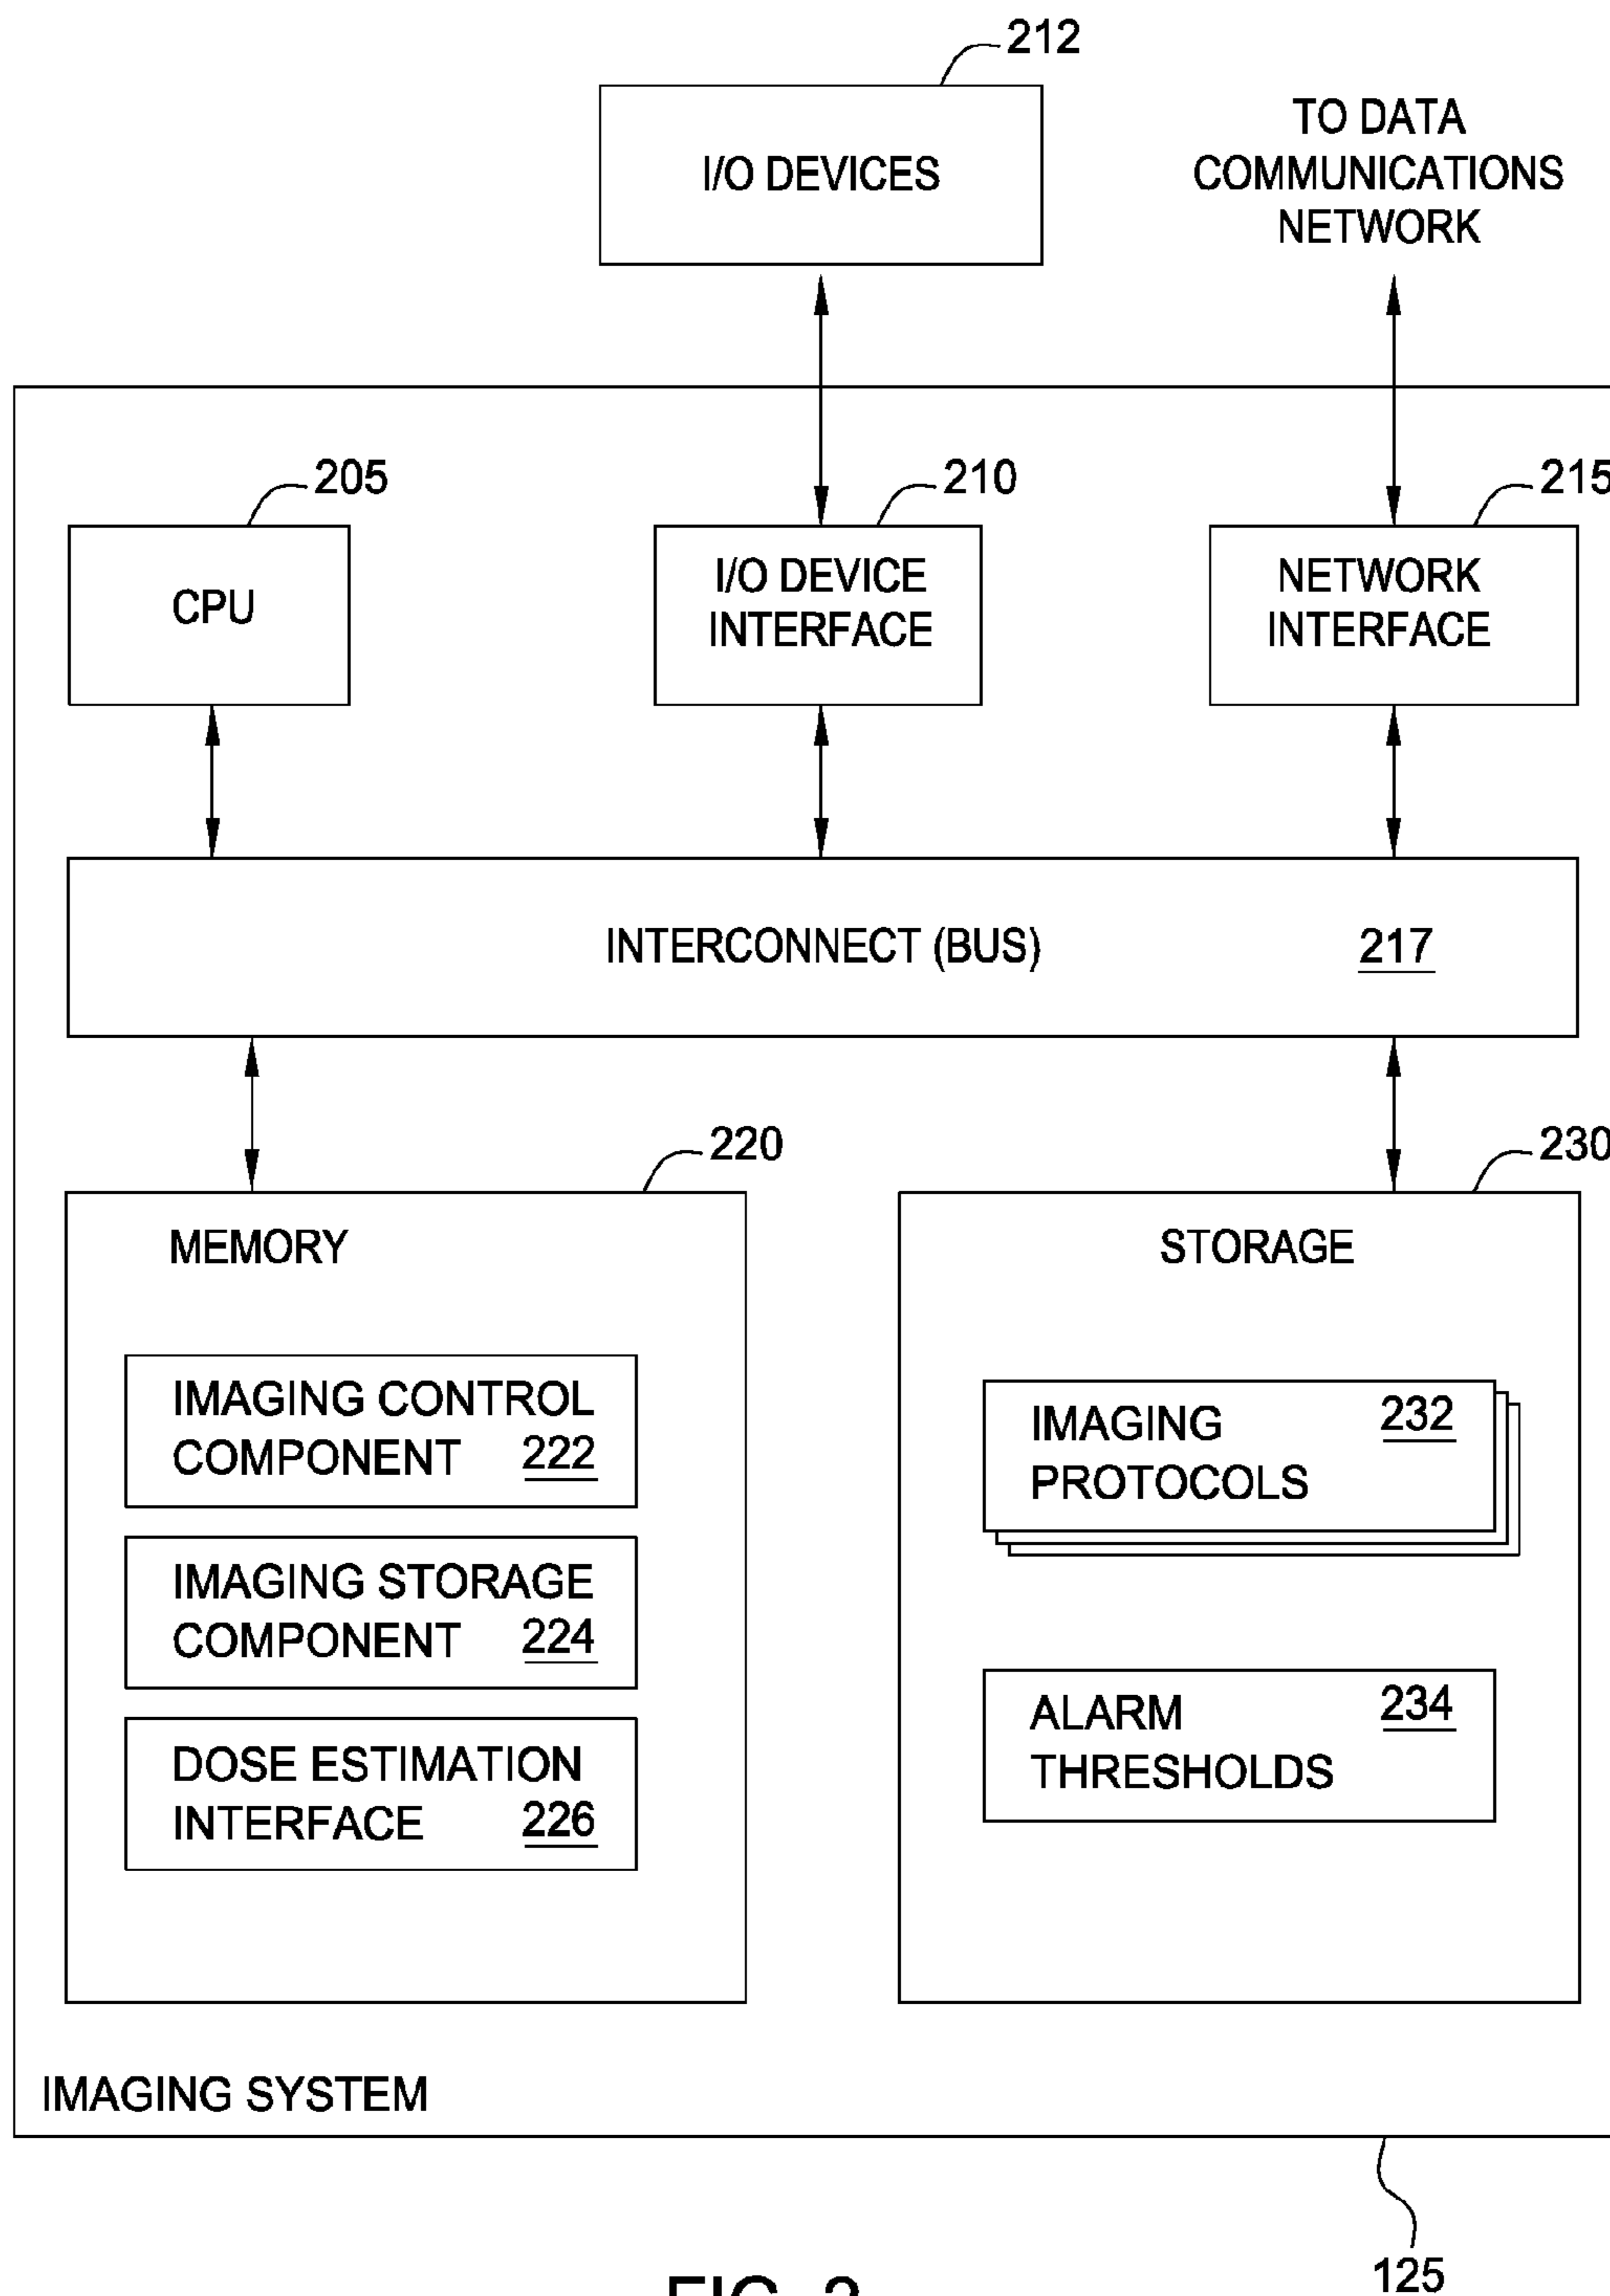 212
I/O DEVICES
TO DATA
COMMUNICATIONS
NETWORK
205
210
215
CPU
I/O DEVICE
INTERFACE
NETWORK
INTERFACE
INTERCONNECT (BUS) 217
220
230
MEMORY
STORAGE
IMAGING CONTROL
COMPONENT 222
IMAGING STORAGE
COMPONENT 224
DOSE ESTIMATION
INTERFACE 226
IMAGING 232
PROTOCOLS
ALARM 234
THRESHOLDS
IMAGING SYSTEM
125